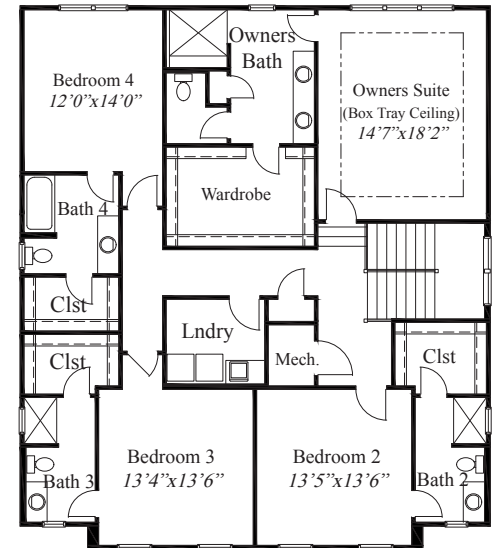 Owners
Bath
Bedroom 4
12'0”x14'0”
Owners Suite
(Box Tray Ceiling)
14'7”x18'2”
Wardrobe
Bath 4
Clst
Lndry
Clst
Mech.
Clst
Bedroom 3
13'4”x13'6”
Bedroom 2
13'5”x13'6”
Bath 3
Bath 2